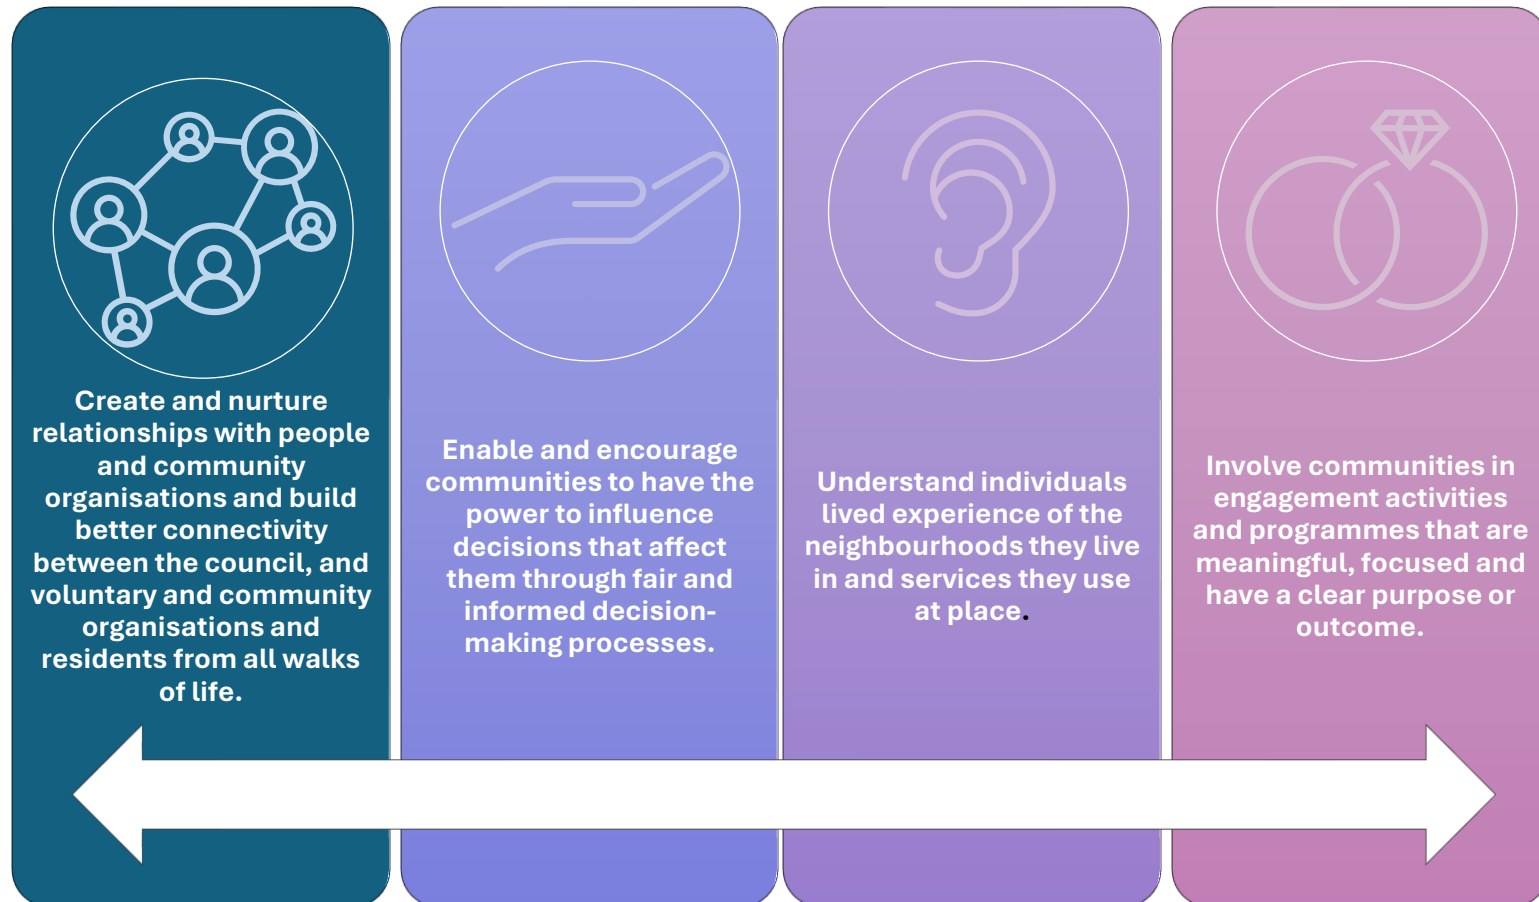 Create and nurture
relationships with people
and community
organisations and build
better connectivity
between the council, and
voluntary and community
organisations and
residents from all walks
of life.
Enable and encourage
communities to have the
power to influence
decisions that affect
them through fair and
informed decision-
making processes.
Understand individuals
lived experience of the
neighbourhoods they live
in and services they use
at place.
Involve communities in
engagement activities
and programmes that are
meaningful, focused and
have a clear purpose or
outcome.